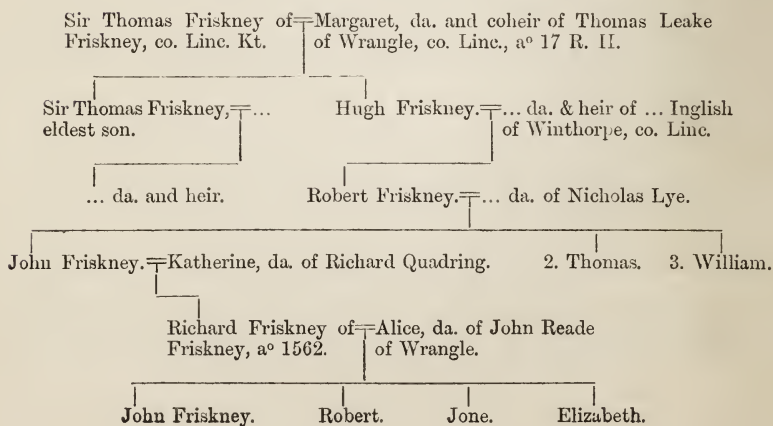 Sir Thomas Friskney of Margaret, da. and coheir of Thomas Leake
Friskney, co. Linc. Kt. of Wrangle, co. Linc., aº 17 R. II.
Sir Thomas Friskney, ... Hugh Friskney. ... da. & heir of ... Inglish
eldest son. of Winthorpe, co. Linc.
... da. and heir. Robert Friskney. ... da. of Nicholas Lye.
John Friskney. Katherine, da. of Richard Quadring. 2. Thomas. 3. William.
Richard Friskney of Alice, da. of John Reade
Friskney, aº 1562. of Wrangle.
John Friskney. Robert. Jone. Elizabeth.